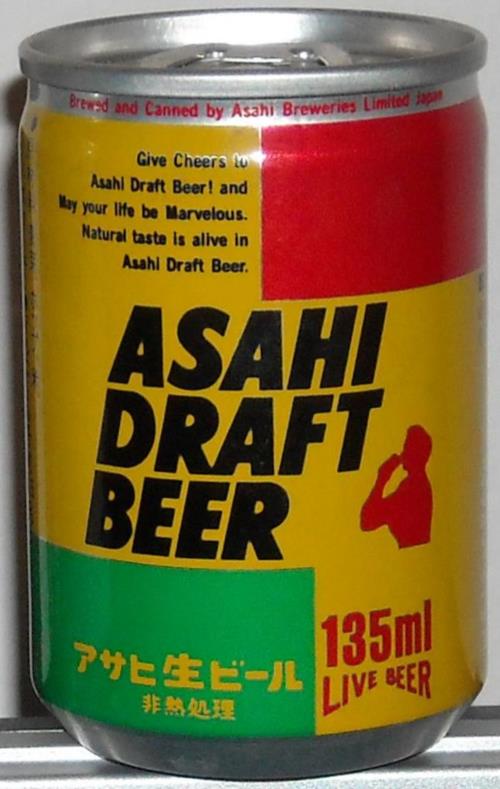 Brewed and Canned by Asahi Breweries Limited Japan
Give Cheers to
Asahi Draft Beer! and
May your life be Marvelous.
Natural taste is alive in
Asahi Draft Beer.
ASAHI
DRAFT
BEER
135ml
LIVE BEER
アサヒ生ビール
非熱処理